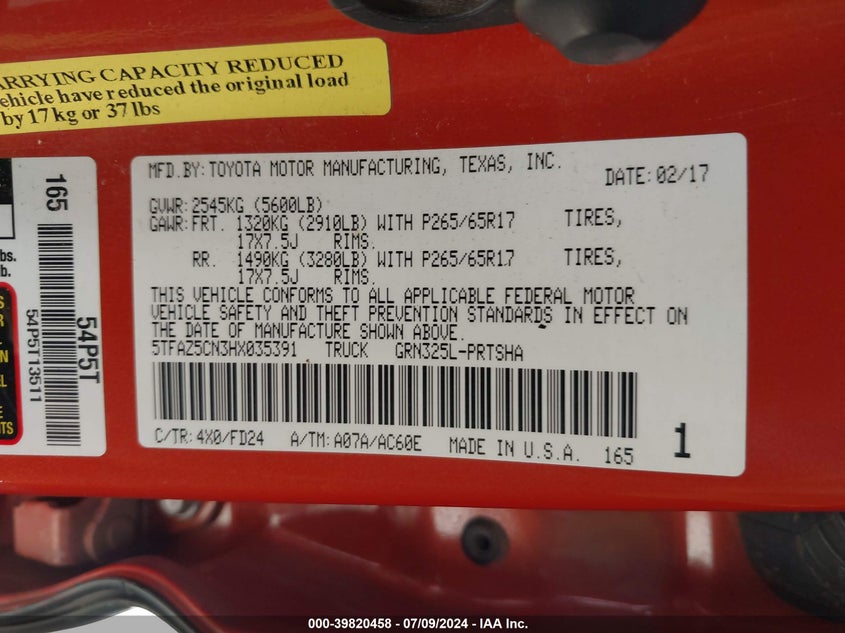 ARRYING CAPACITY REDUCED
ehicle have reduced the original load
by 17 kg or 37 lbs
MFD.BY:TOYOTA MOTOR MANUFACTURING, TEXAS, INC.
DATE:02/17
GVWR:2545KG (5600LB)
GAWR:FRT. 1320KG (2910LB) WITH P265/65R17 TIRES,
17X7.5J RIMS.
RR. 1490KG (3280LB) WITH P265/65R17 TIRES,
17X7.5J RIMS.
THIS VEHICLE CONFORMS TO ALL APPLICABLE FEDERAL MOTOR
VEHICLE SAFETY AND THEFT PREVENTION STANDARDS IN EFFECT ON
THE DATE OF MANUFACTURE SHOWN ABOVE.
5TFAZ5CN3HX035391 TRUCK GRN325L-PRTSHA
C/TR:4X0/FD24 A/TM:A07A/AC60E MADE IN U.S.A. 165
1
165
54P5T
54P5T13511
bs.
b.
S
R
N
EL
E
ITS
000-39820458 - 07/09/2024 - IAA Inc.